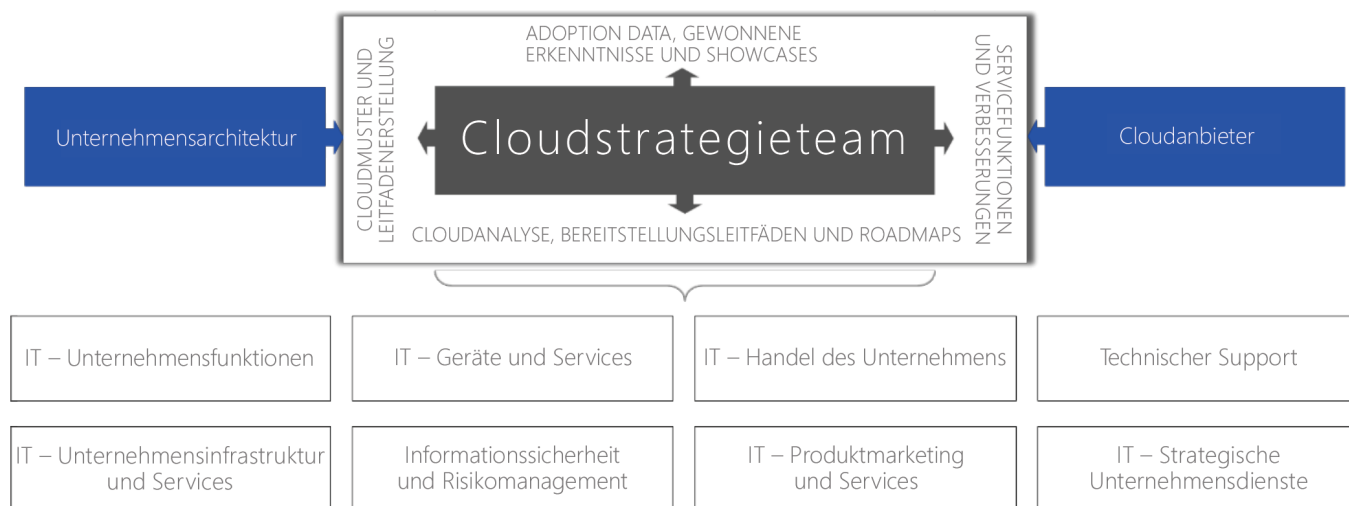 ADOPTION DATA, GEWONNENE
ERKENNTNISSE UND SHOWCASES
Unternehmensarchitektur
CLOUDMUSTER UND
LEITFADENERSTELLUNG
Cloudstrategieteam
SERVICEFUNKTIONEN
UND VERBESSERUNGEN
Cloudanbieter
CLOUDANALYSE, BEREITSTELLUNGSLEITFÄDEN UND ROADMAPS
IT – Unternehmensfunktionen
IT – Geräte und Services
IT – Handel des Unternehmens
Technischer Support
IT – Unternehmensinfrastruktur
und Services
Informationssicherheit
und Risikomanagement
IT – Produktmarketing
und Services
IT – Strategische
Unternehmensdienste